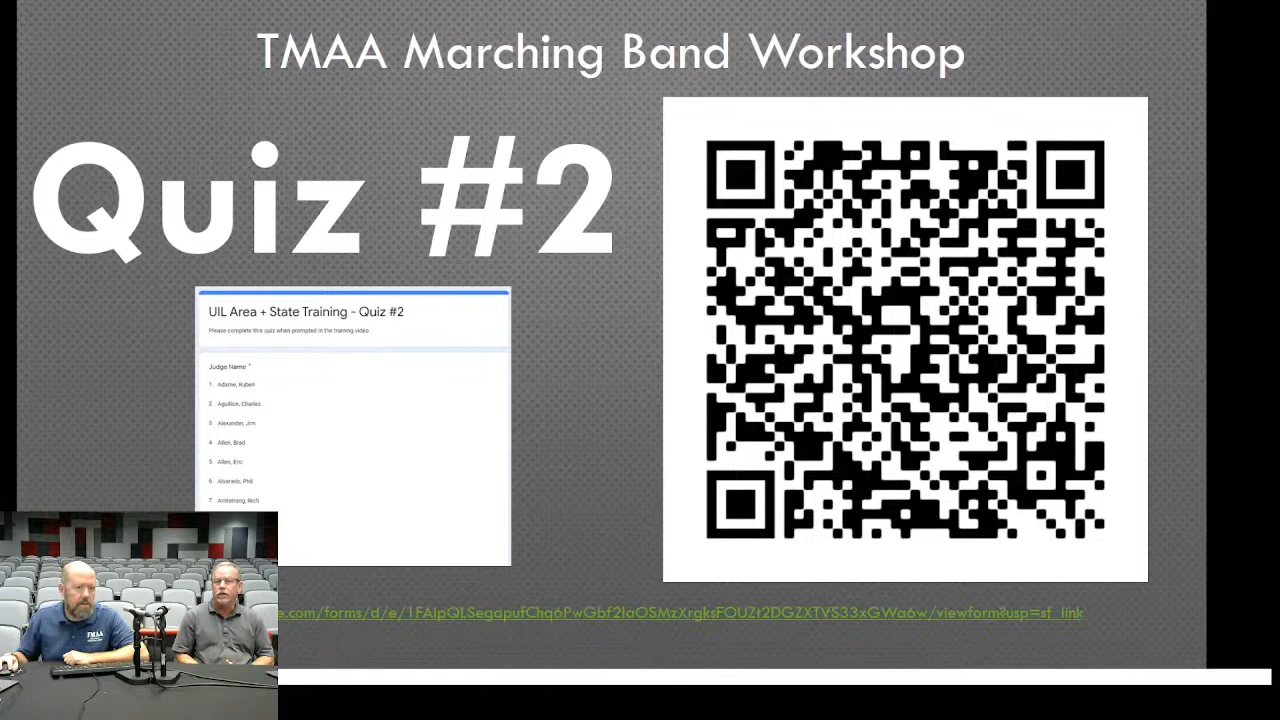 TMAA Marching Band Workshop
Quiz #2
UIL Area + State Training - Quiz #2
Please complete this quiz when prompted in the training video
Judge Name *
1. Adame, Ruben
2. Aguillon, Charles
3. Alexander, Jim
4. Allen, Brad
5. Allen, Eric
6. Alvarado, Phil
7. Armstrong, Rich
TMAA